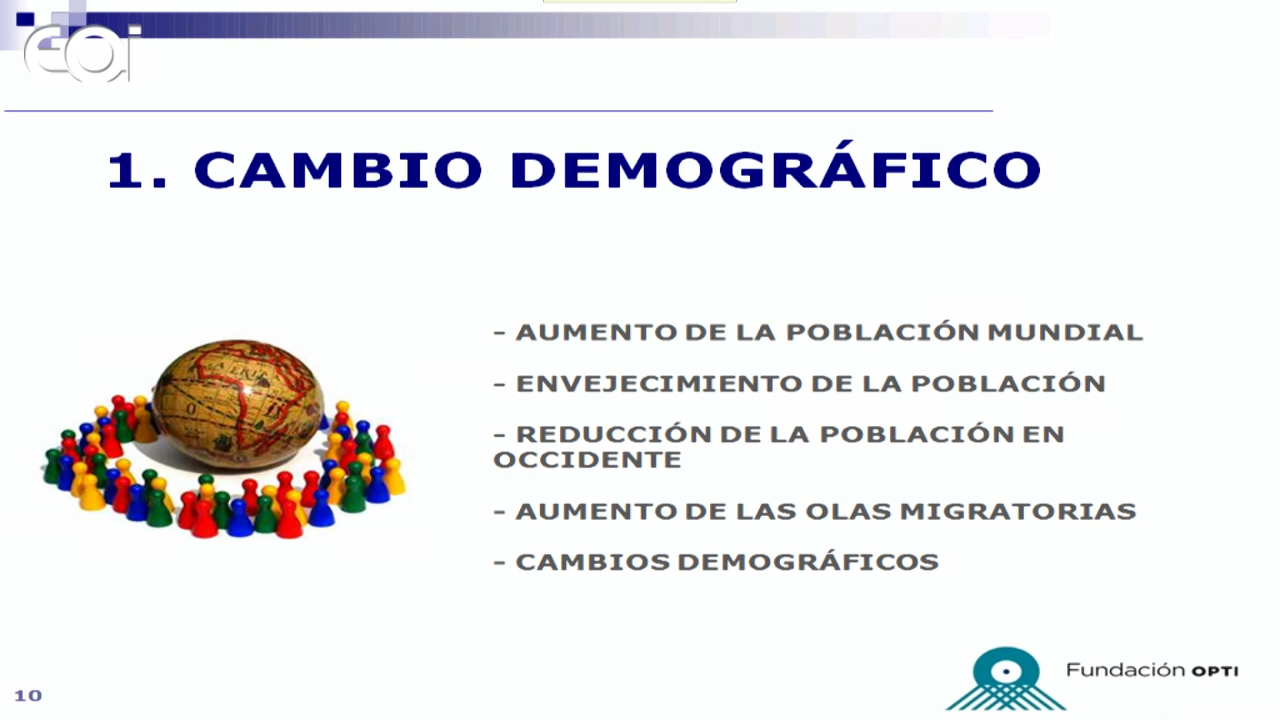 eoi
1. CAMBIO DEMOGRÁFICO
- AUMENTO DE LA POBLACIÓN MUNDIAL
- ENVEJECIMIENTO DE LA POBLACIÓN
- REDUCCIÓN DE LA POBLACIÓN EN
OCCIDENTE
- AUMENTO DE LAS OLAS MIGRATORIAS
- CAMBIOS DEMOGRÁFICOS
Fundación OPTI
10